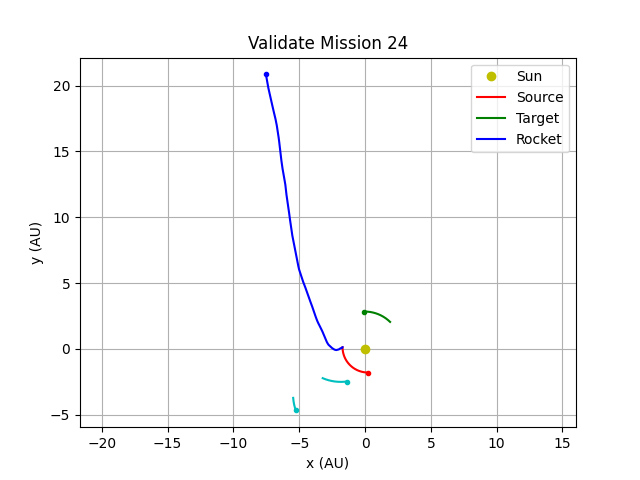 Validate Mission 24
Sun
Source
Target
Rocket
20
15
10
5
0
−5
y (AU)
−20 −15 −10 −5 0 5 10 15
x (AU)